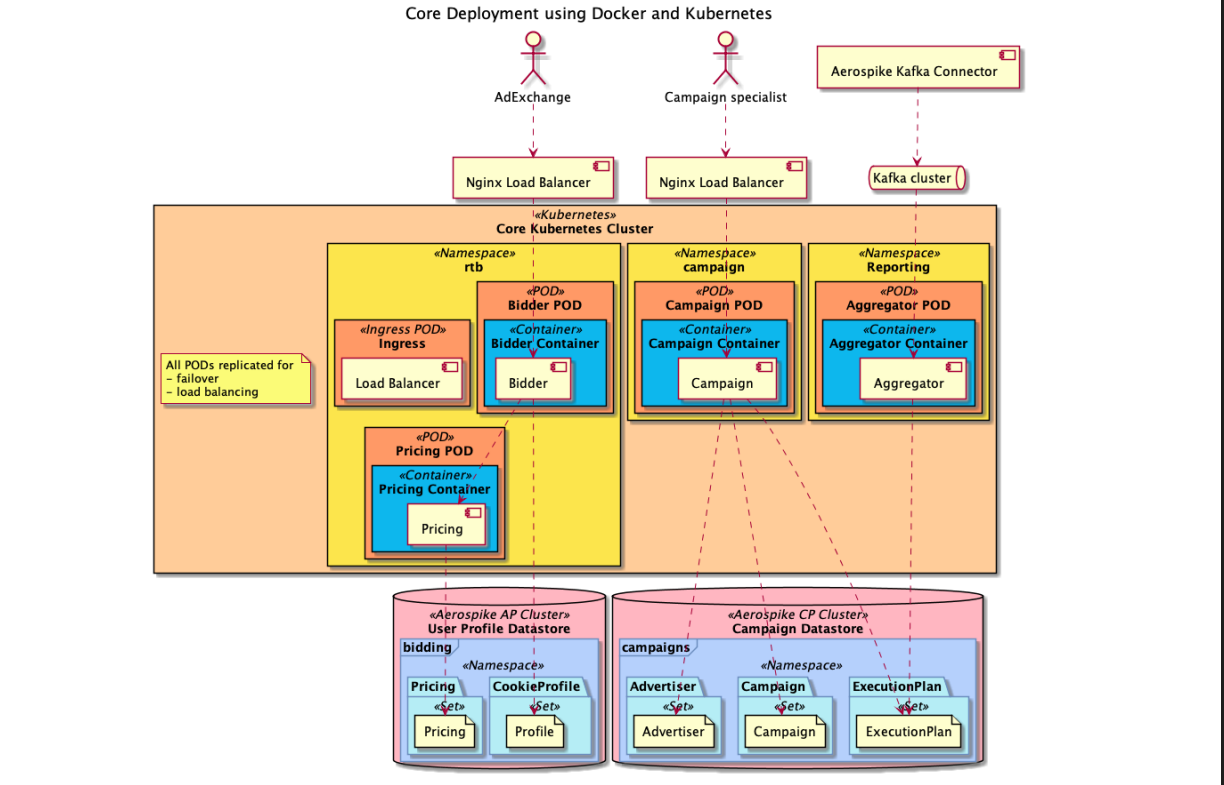 Core Deployment using Docker and Kubernetes
AdExchange
Campaign specialist
Aerospike Kafka Connector
Nginx Load Balancer
Nginx Load Balancer
Kafka cluster
«Kubernetes»
Core Kubernetes Cluster
«Namespace»
rtb
«Namespace»
campaign
«Namespace»
Reporting
«POD»
Bidder POD
«POD»
Campaign POD
«POD»
Aggregator POD
«Ingress POD»
Ingress
«Container»
Bidder Container
«Container»
Campaign Container
«Container»
Aggregator Container
All PODs replicated for
- failover
- load balancing
Load Balancer
Bidder
Campaign
Aggregator
«POD»
Pricing POD
«Container»
Pricing Container
Pricing
«Aerospike AP Cluster»
User Profile Datastore
«Aerospike CP Cluster»
Campaign Datastore
bidding
campaigns
«Namespace»
«Namespace»
Pricing
CookieProfile
Advertiser
Campaign
ExecutionPlan
«Set»
«Set»
«Set»
«Set»
«Set»
Pricing
Profile
Advertiser
Campaign
ExecutionPlan